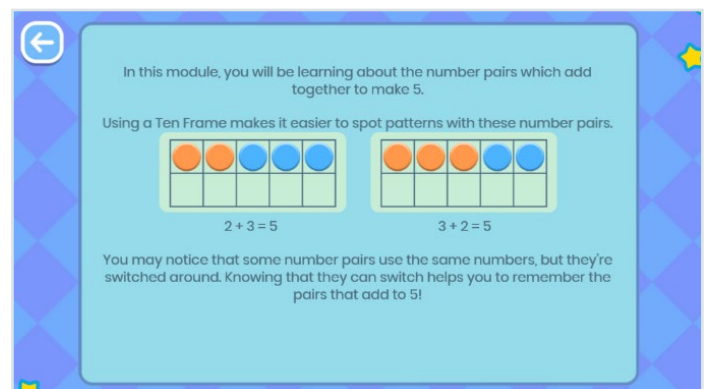 In this module, you will be learning about the number pairs which add
together to make 5.
Using a Ten Frame makes it easier to spot patterns with these number pairs.
2 + 3 = 5
3 + 2 = 5
You may notice that some number pairs use the same numbers, but they're
switched around. Knowing that they can switch helps you to remember the
pairs that add to 5!